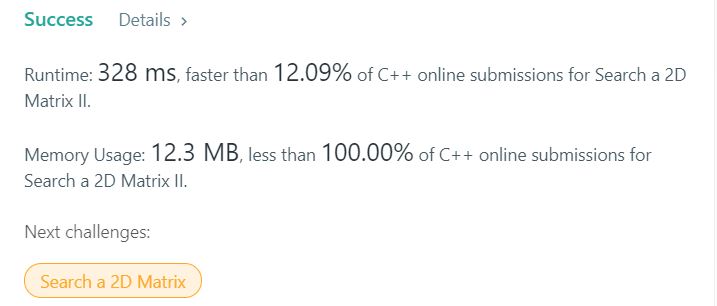 Success Details >
Runtime: 328 ms, faster than 12.09% of C++ online submissions for Search a 2D
Matrix II.
Memory Usage: 12.3 MB, less than 100.00% of C++ online submissions for
Search a 2D Matrix II.
Next challenges:
Search a 2D Matrix